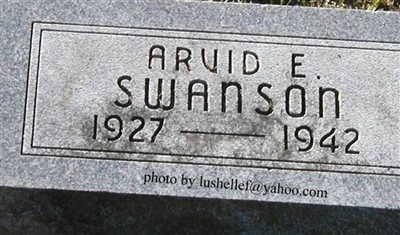 ARVID E.
SWANSON
1927 — 1942
photo by lushellef@yahoo.com